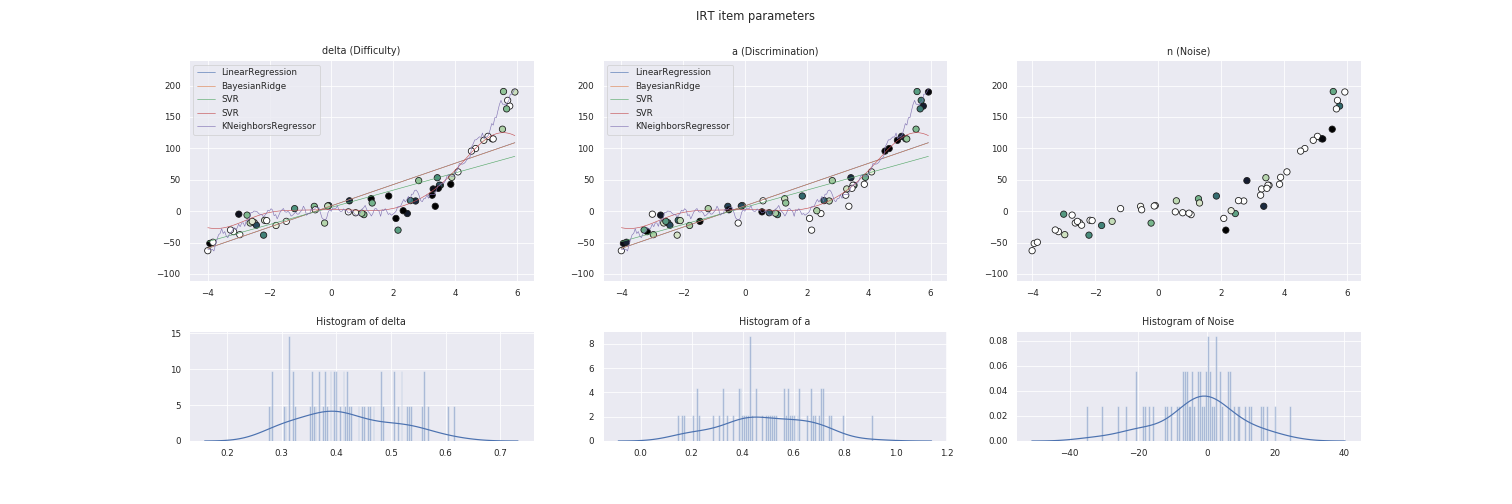 IRT item parameters
delta (Difficulty)
a (Discrimination)
n (Noise)
LinearRegression
BayesianRidge
SVR
SVR
KNeighborsRegressor
LinearRegression
BayesianRidge
SVR
SVR
KNeighborsRegressor
200
150
100
50
0
−50
−100
−4 −2 0 2 4 6
200
150
100
50
0
−50
−100
−4 −2 0 2 4 6
200
150
100
50
0
−50
−100
−4 −2 0 2 4 6
Histogram of delta
15
10
5
0
0.2 0.3 0.4 0.5 0.6 0.7
Histogram of a
8
6
4
2
0
0.0 0.2 0.4 0.6 0.8 1.0 1.2
Histogram of Noise
0.08
0.06
0.04
0.02
0.00
−40 −20 0 20 40